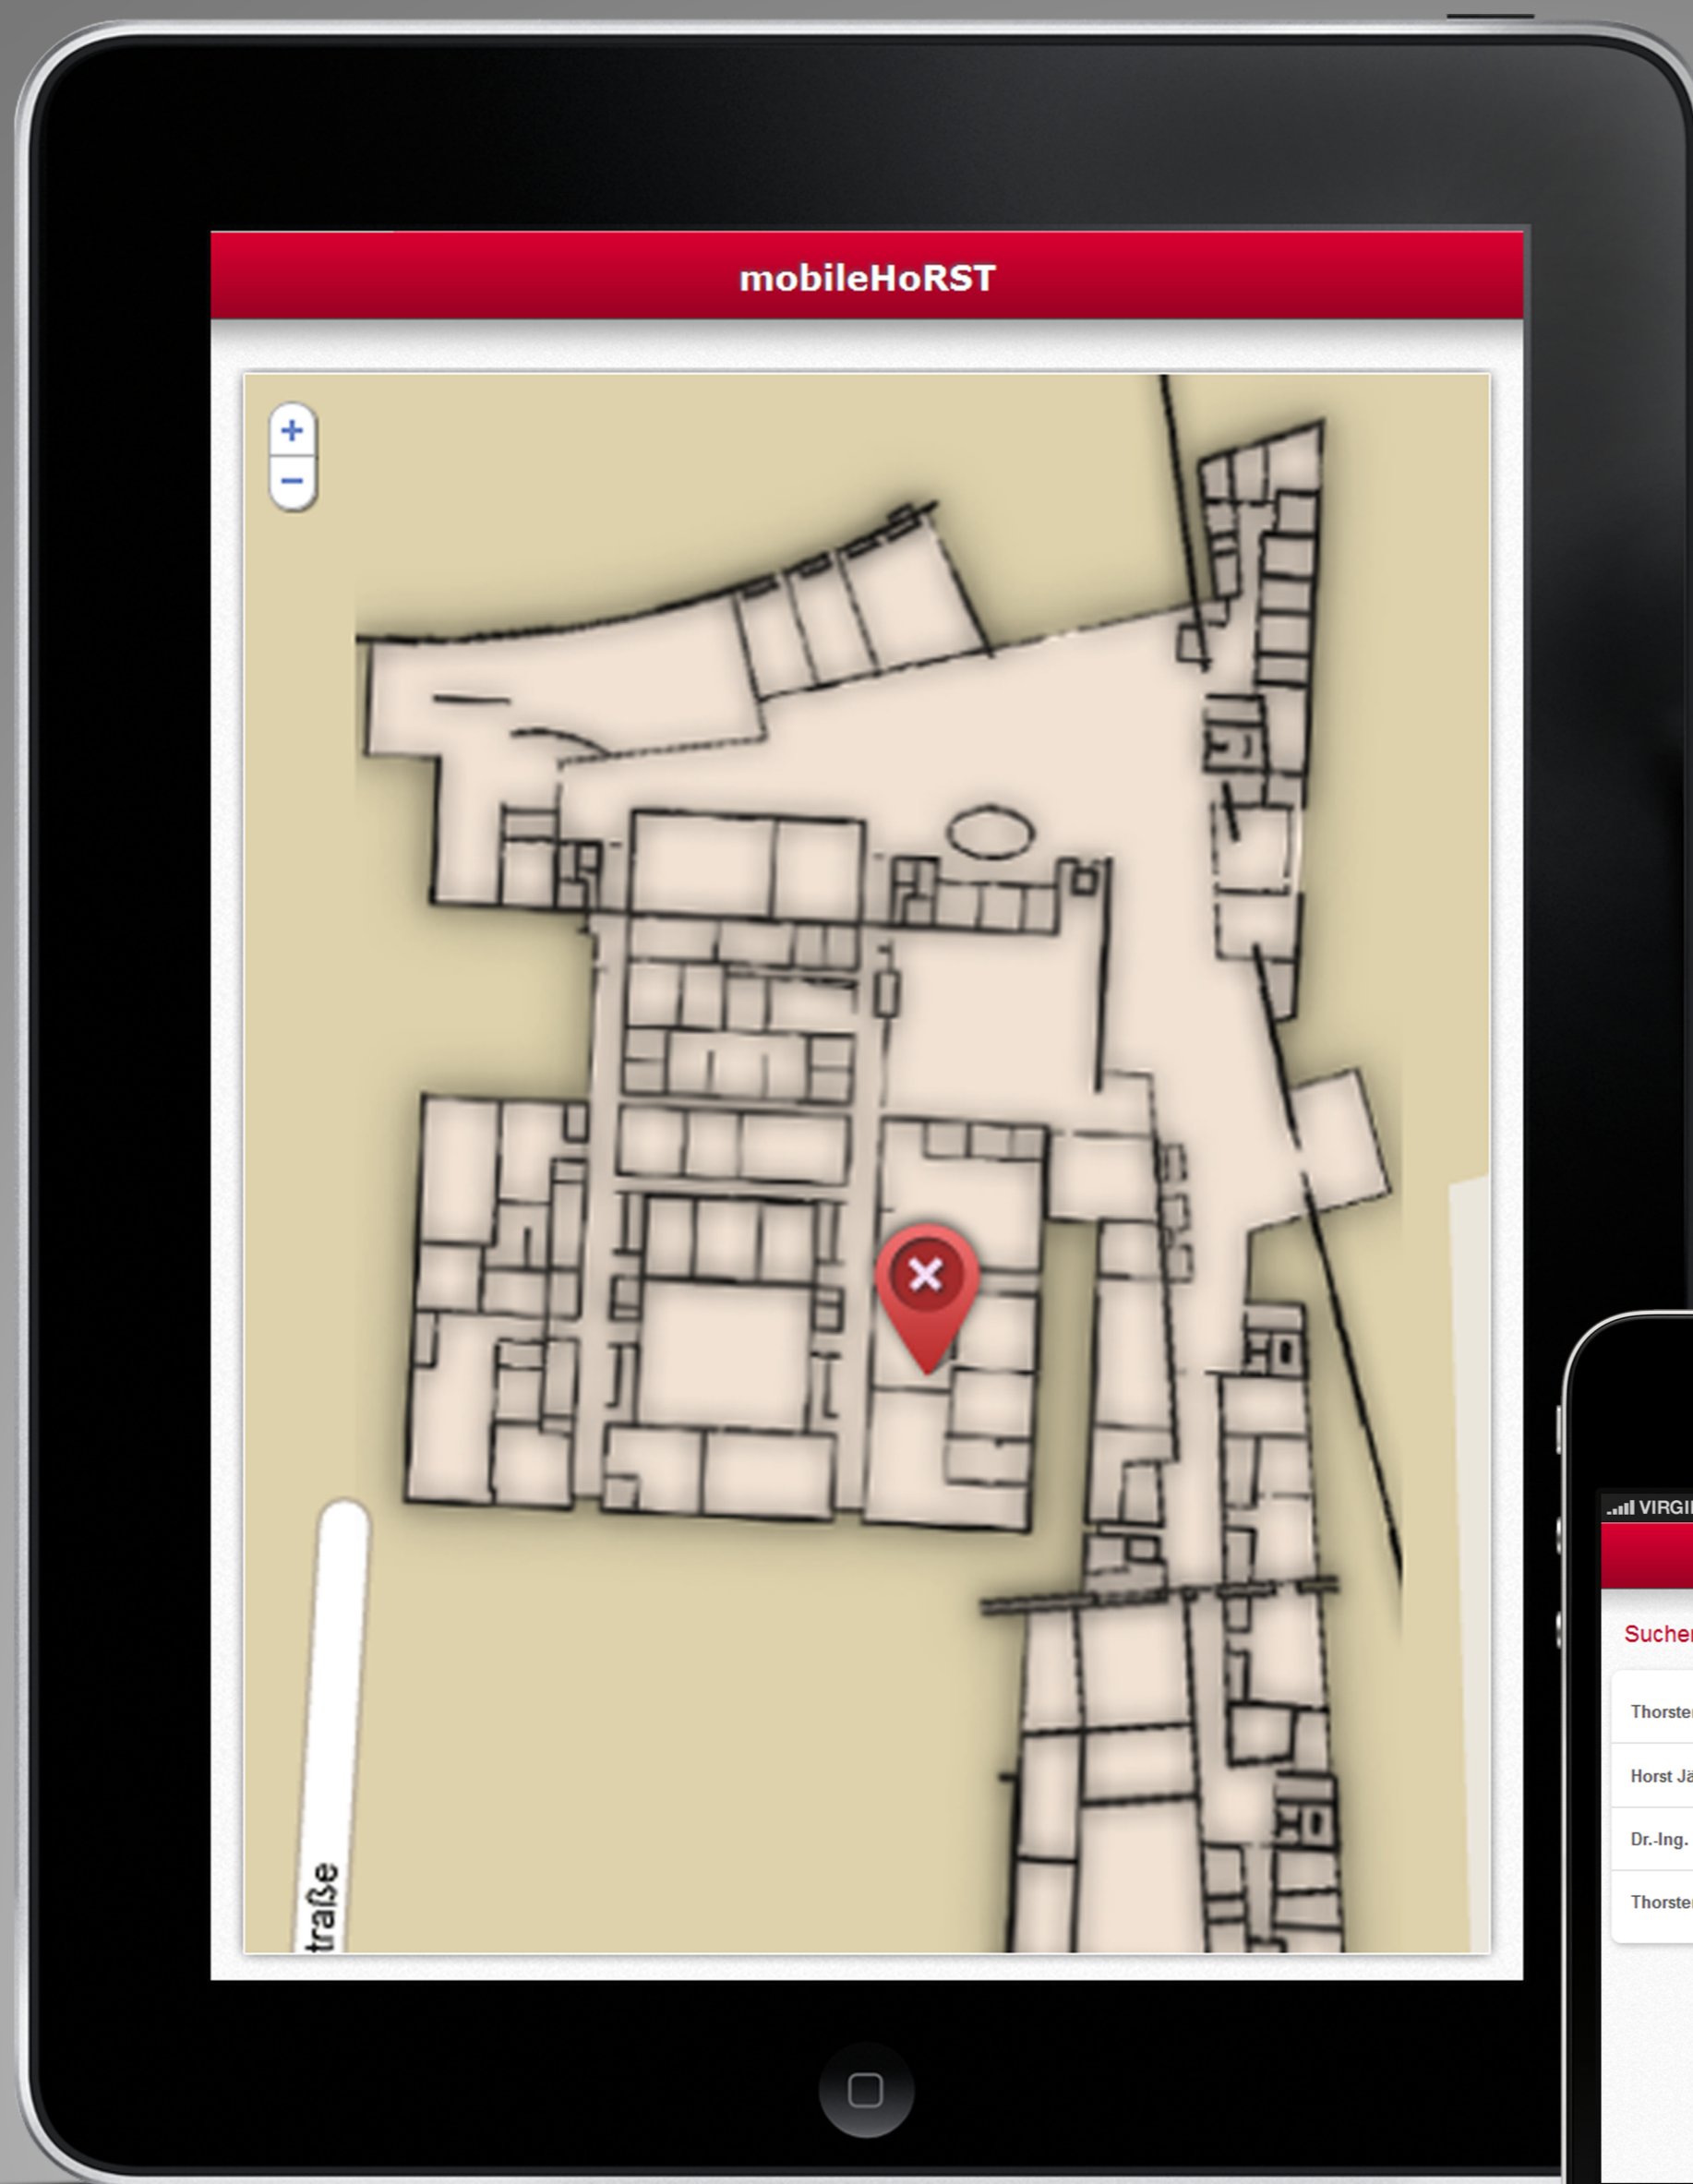 mobileHoRST
+
−
traße
VIRGI
Suche
Thorste
Horst Jä
Dr.-Ing.
Thorste